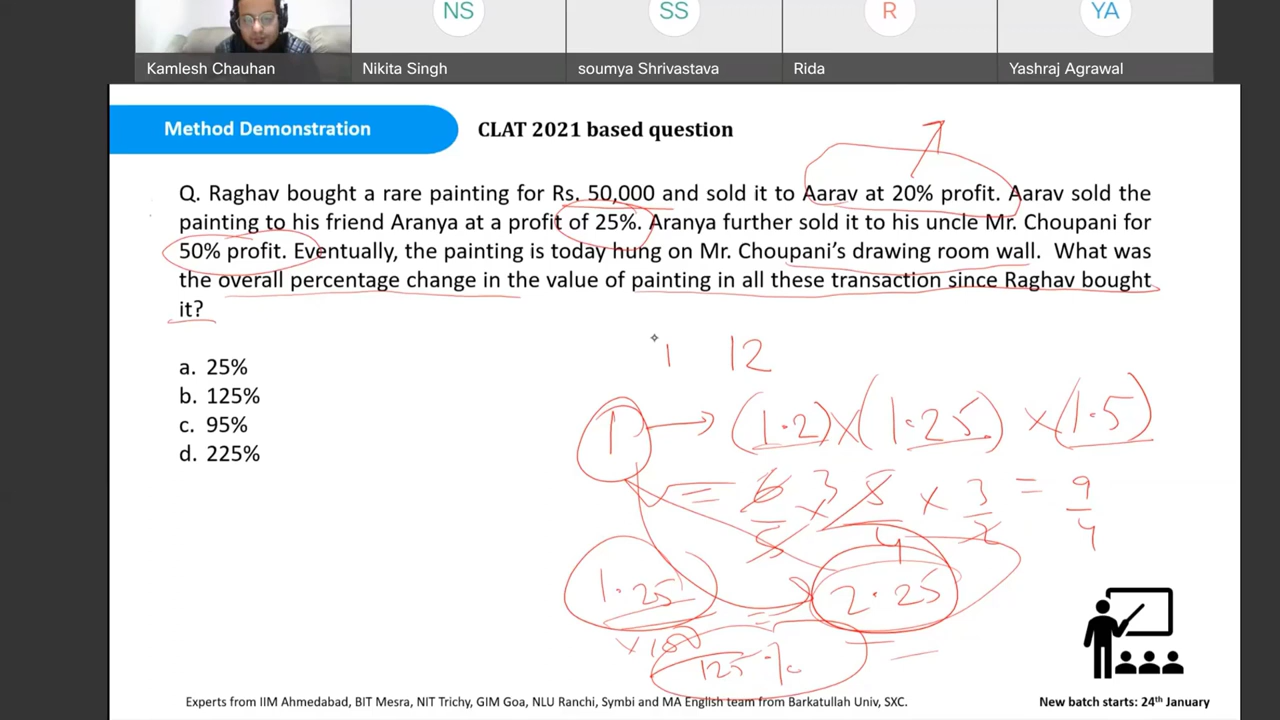 NS SS R YA
Kamlesh Chauhan Nikita Singh soumya Shrivastava Rida Yashraj Agrawal
Method Demonstration CLAT 2021 based question
Q. Raghav bought a rare painting for Rs. 50,000 and sold it to Aarav at 20% profit. Aarav sold the
painting to his friend Aranya at a profit of 25%. Aranya further sold it to his uncle Mr. Choupani for
50% profit. Eventually, the painting is today hung on Mr. Choupani's drawing room wall. What was
the overall percentage change in the value of painting in all these transaction since Raghav bought
it?
a. 25%
b. 125%
c. 95%
d. 225%
1 12
1 → (1.2) × (1.25) × (1.5)
= 6/5 × 5/4 × 3/2 = 9/4
1.25 = 2.25
×100
125%
Experts from IIM Ahmedabad, BIT Mesra, NIT Trichy, GIM Goa, NLU Ranchi, Symbi and MA English team from Barkatullah Univ, SXC. New batch starts: 24th January